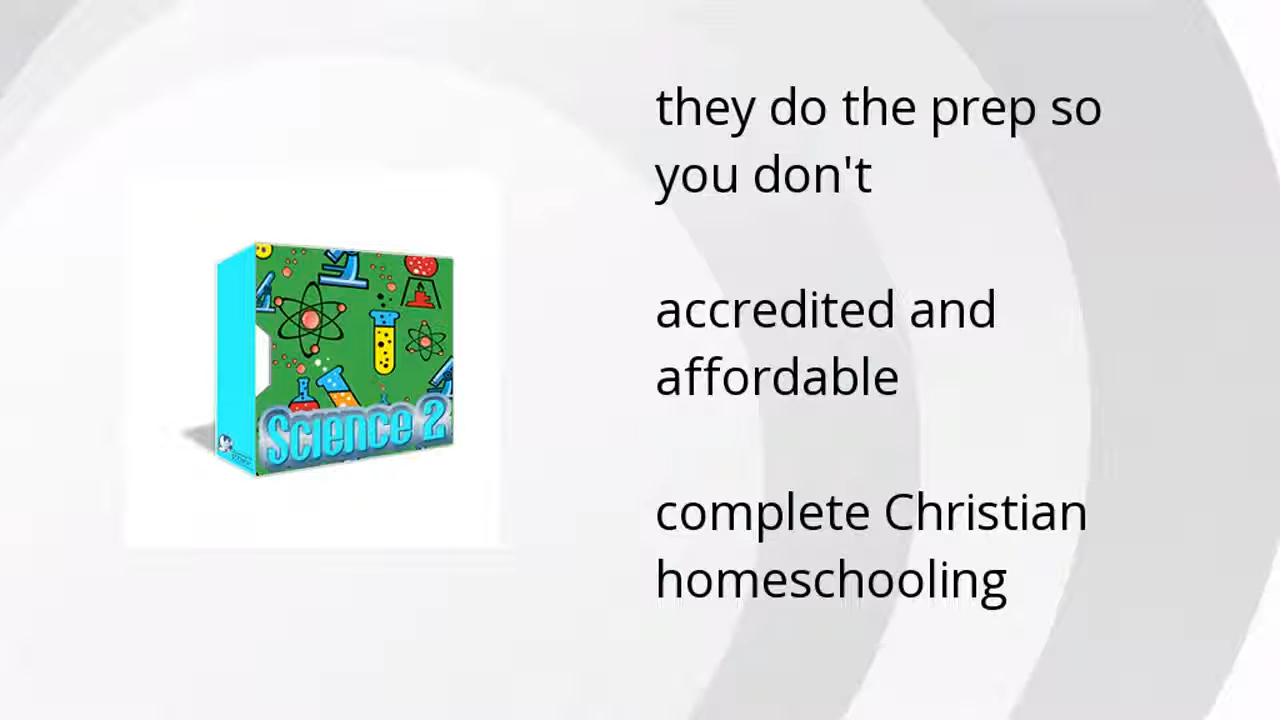 they do the prep so
you don't
accredited and
affordable
complete Christian
homeschooling
Science 2